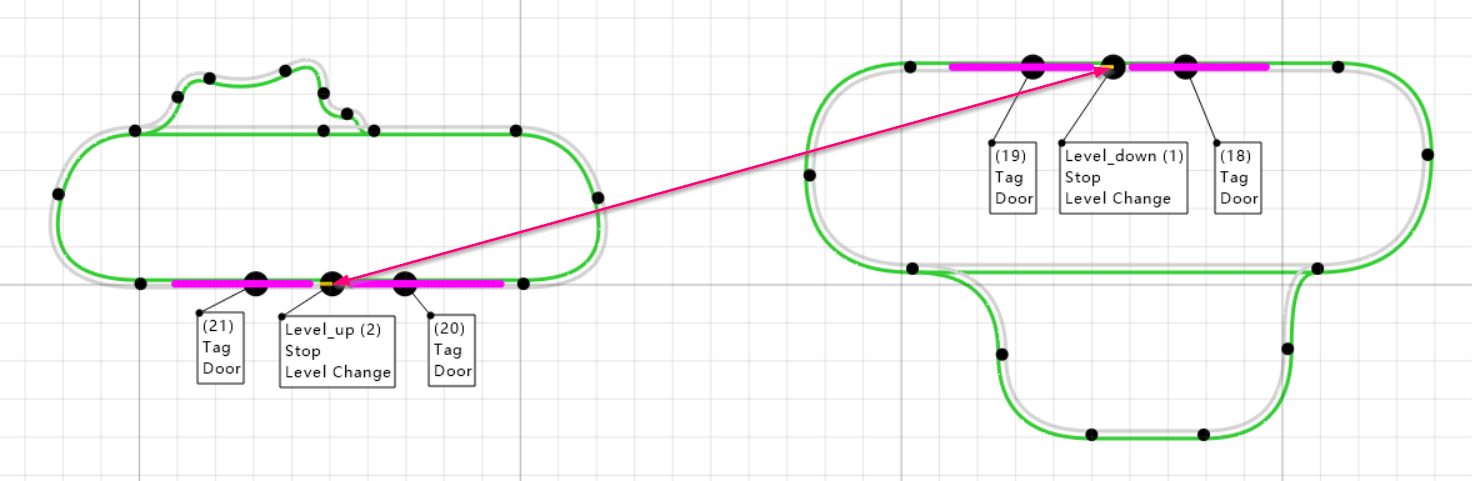 (21)
Tag
Door
Level_up (2)
Stop
Level Change
(20)
Tag
Door
(19)
Tag
Door
Level_down (1)
Stop
Level Change
(18)
Tag
Door